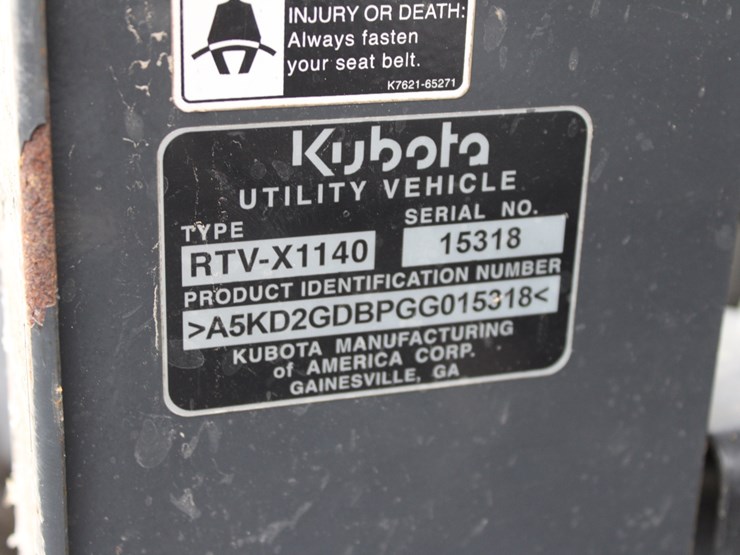 INJURY OR DEATH:
Always fasten
your seat belt.
K7621-65271
Kubota
UTILITY VEHICLE
TYPE
SERIAL NO.
RTV-X1140
15318
PRODUCT IDENTIFICATION NUMBER
>A5KD2GDBPGG015318<
KUBOTA MANUFACTURING
of AMERICA CORP.
GAINESVILLE, GA